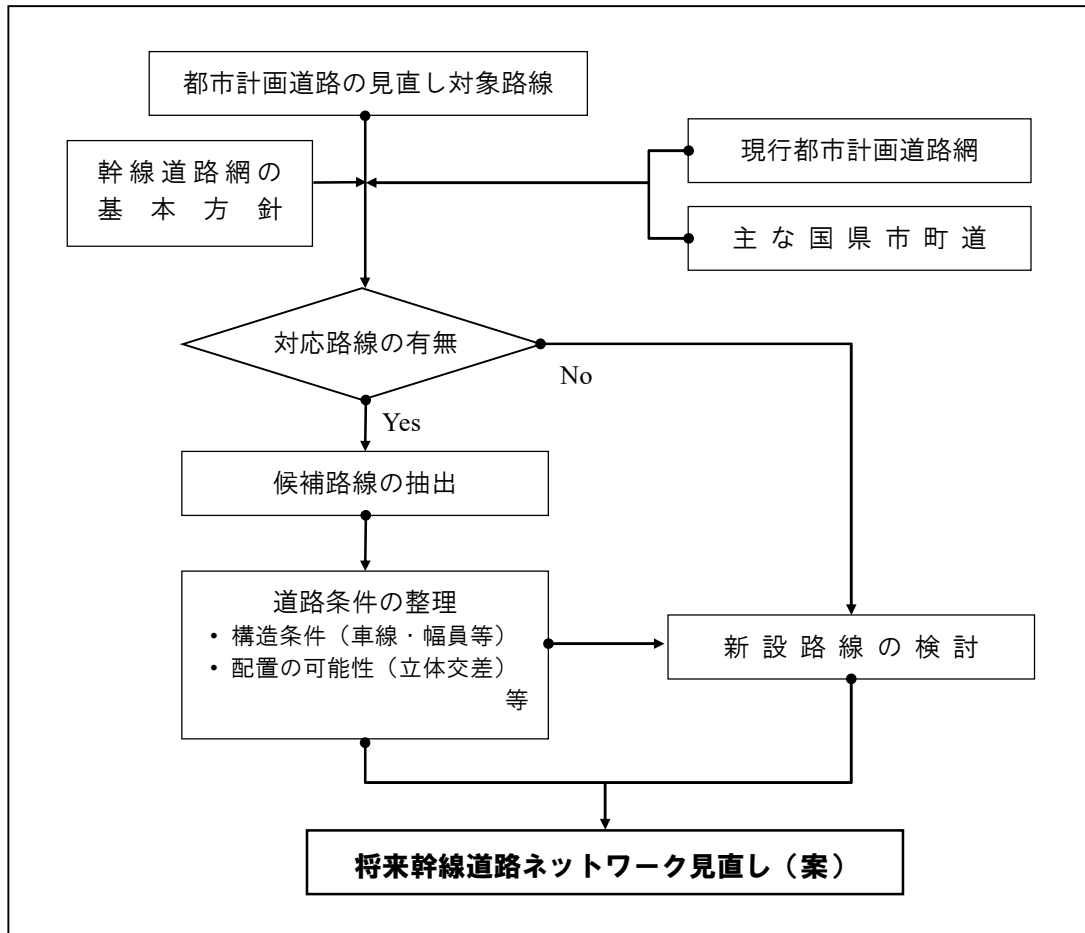 都市計画道路の見直し対象路線
幹線道路網の
基本方針
現行都市計画道路網
主な国県市町道
対応路線の有無
No
Yes
候補路線の抽出
道路条件の整理
• 構造条件（車線・幅員等）
• 配置の可能性（立体交差）
等
新設路線の検討
将来幹線道路ネットワーク見直し（案）